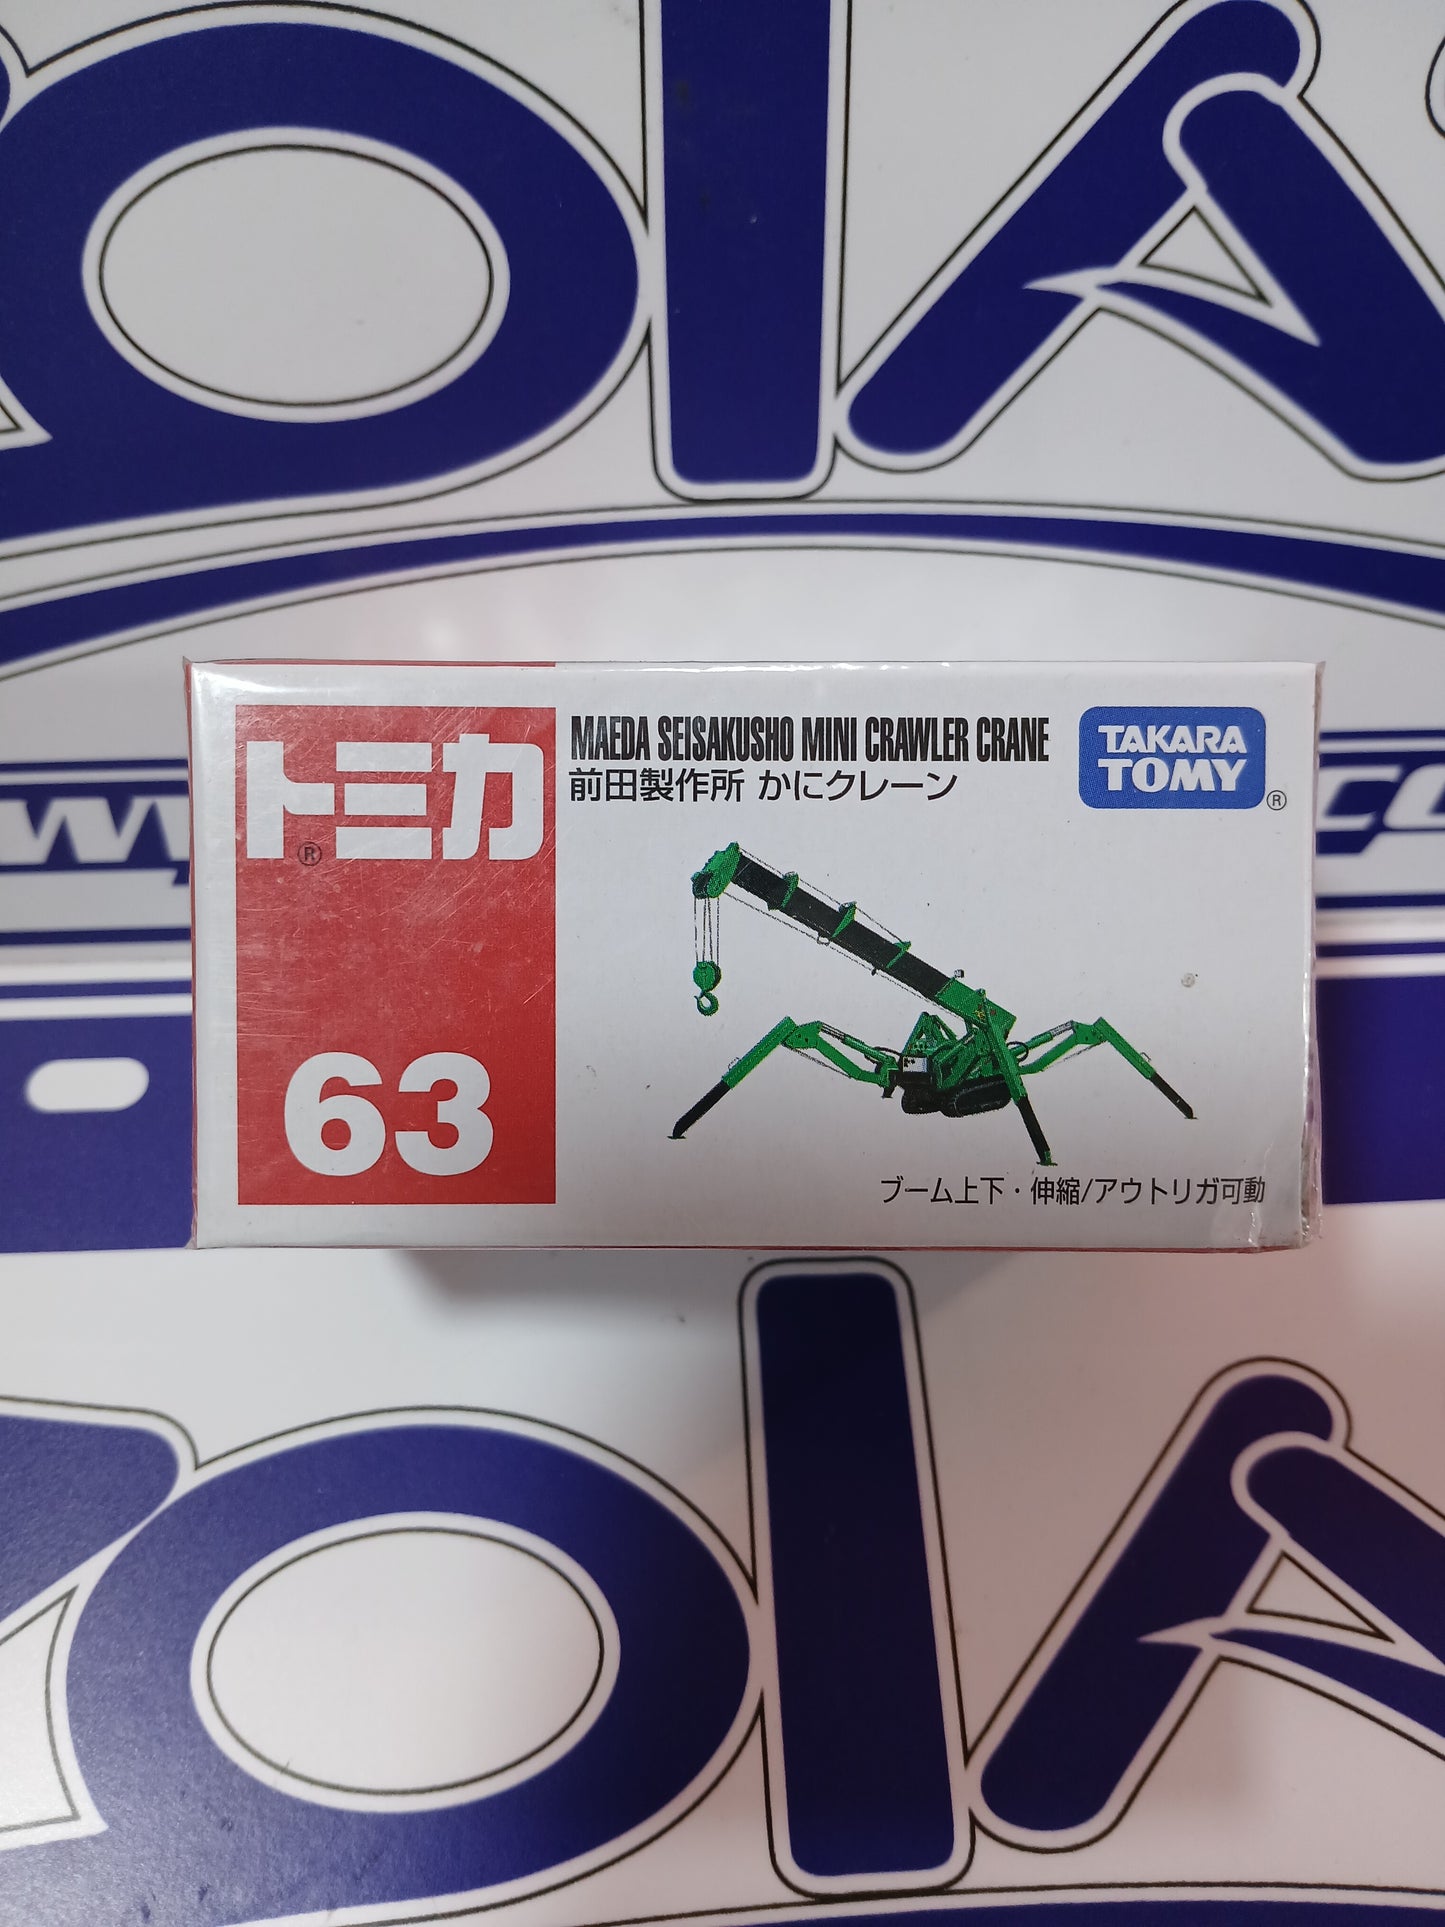 トミカ
®
63
MAEDA SEISAKUSHO MINI CRAWLER CRANE
前田製作所 かにクレーン
TAKARA
TOMY
®
ブーム上下・伸縮/アウトリガ可動